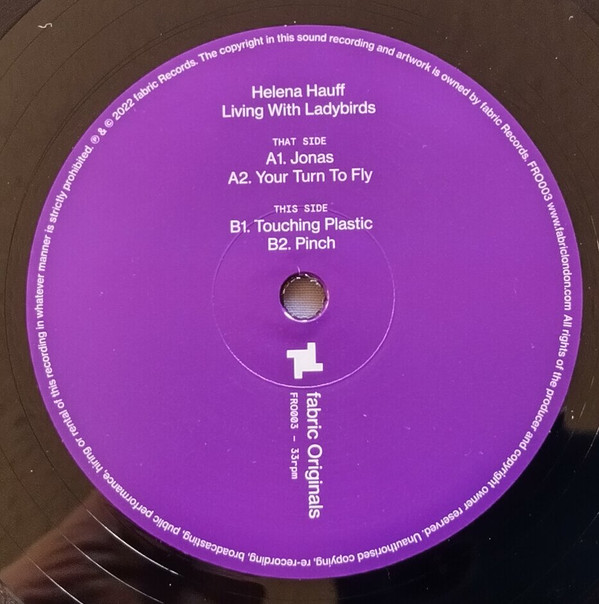 Helena Hauff
Living With Ladybirds
THAT SIDE
A1. Jonas
A2. Your Turn To Fly
THIS SIDE
B1. Touching Plastic
B2. Pinch
fabric Originals
FRO003 – 33rpm
℗ & © 2022 fabric Records. The copyright in this sound recording and artwork is owned by fabric Records. FRO003 www.fabriclondon.com All rights of the producer and copyright owner reserved. Unauthorised copying, re-recording, broadcasting, public performance, hiring or rental of this recording in whatever manner is strictly prohibited.